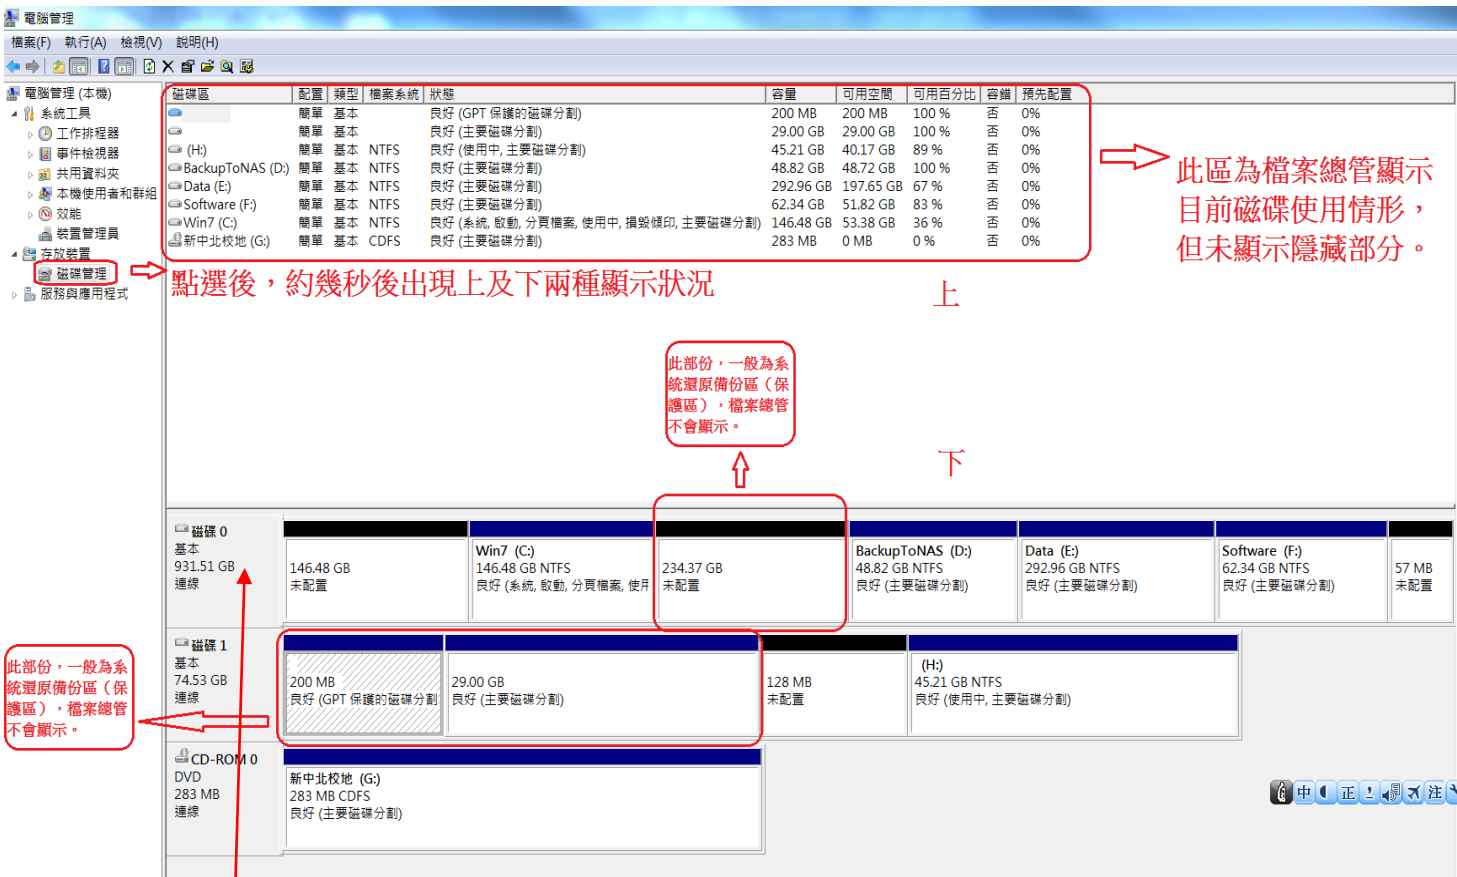 電腦管理
檔案(F) 執行(A) 檢視(V) 說明(H)
電腦管理 (本機)
系統工具
工作排程器
事件檢視器
共用資料夾
本機使用者和群組
效能
裝置管理員
存放裝置
磁碟管理
服務與應用程式
磁碟區 配置 類型 檔案系統 狀態 容量 可用空間 可用百分比 容錯 預先配置
簡單 基本 良好 (GPT 保護的磁碟分割) 200 MB 200 MB 100 % 否 0%
簡單 基本 良好 (主要磁碟分割) 29.00 GB 29.00 GB 100 % 否 0%
(H:) 簡單 基本 NTFS 良好 (使用中, 主要磁碟分割) 45.21 GB 40.17 GB 89 % 否 0%
BackupToNAS (D:) 簡單 基本 NTFS 良好 (主要磁碟分割) 48.82 GB 48.72 GB 100 % 否 0%
Data (E:) 簡單 基本 NTFS 良好 (主要磁碟分割) 292.96 GB 197.65 GB 67 % 否 0%
Software (F:) 簡單 基本 NTFS 良好 (主要磁碟分割) 62.34 GB 51.82 GB 83 % 否 0%
Win7 (C:) 簡單 基本 NTFS 良好 (系統, 啟動, 分頁檔案, 使用中, 損毀傾印, 主要磁碟分割) 146.48 GB 53.38 GB 36 % 否 0%
新中北校地 (G:) 簡單 基本 CDFS 良好 (主要磁碟分割) 283 MB 0 MB 0 % 否 0%
此區為檔案總管顯示
目前磁碟使用情形，
但未顯示隱藏部分。
點選後，約幾秒後出現上及下兩種顯示狀況
上
此部份，一般為系
統還原備份區（保
護區），檔案總管
不會顯示。
下
磁碟 0
基本
931.51 GB
連線
146.48 GB
未配置
Win7 (C:)
146.48 GB NTFS
良好 (系統, 啟動, 分頁檔案, 使用
234.37 GB
未配置
BackupToNAS (D:)
48.82 GB NTFS
良好 (主要磁碟分割)
Data (E:)
292.96 GB NTFS
良好 (主要磁碟分割)
Software (F:)
62.34 GB NTFS
良好 (主要磁碟分割)
57 MB
未配置
此部份，一般為系
統還原備份區（保
護區），檔案總管
不會顯示。
磁碟 1
基本
74.53 GB
連線
200 MB
良好 (GPT 保護的磁碟分割
29.00 GB
良好 (主要磁碟分割)
128 MB
未配置
(H:)
45.21 GB NTFS
良好 (使用中, 主要磁碟分割)
CD-ROM 0
DVD
283 MB
連線
新中北校地 (G:)
283 MB CDFS
良好 (主要磁碟分割)
中 正 注